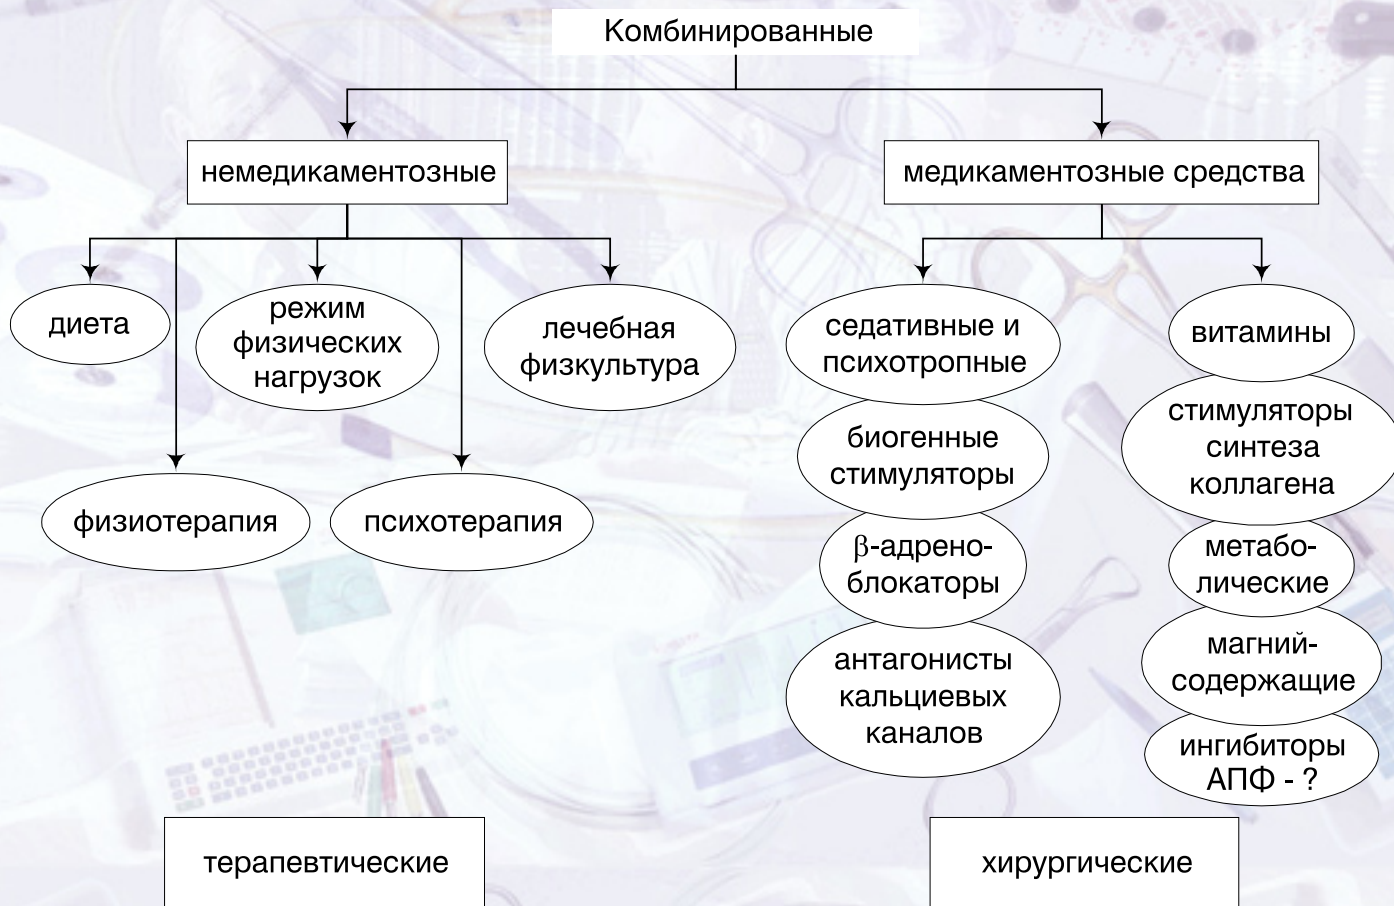 Комбинированные
немедикаментозные
медикаментозные средства
диета
режим
физических
нагрузок
лечебная
физкультура
физиотерапия
психотерапия
седативные и
психотропные
биогенные
стимуляторы
β-адрено-
блокаторы
антагонисты
кальциевых
каналов
витамины
стимуляторы
синтеза
коллагена
метабо-
лические
магний-
содержащие
ингибиторы
АПФ - ?
терапевтические
хирургические